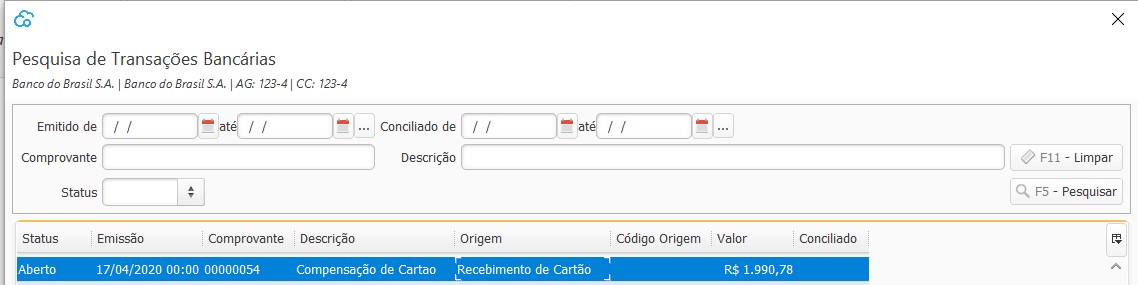 Pesquisa de Transações Bancárias
Banco do Brasil S.A. | Banco do Brasil S.A. | AG: 123-4 | CC: 123-4
Emitido de / / até / / ... Conciliado de / / até / / ...
Comprovante Descrição F11 - Limpar
Status F5 - Pesquisar
Status Emissão Comprovante Descrição Origem Código Origem Valor Conciliado
Aberto 17/04/2020 00:00 00000054 Compensação de Cartao Recebimento de Cartão R$ 1.990,78